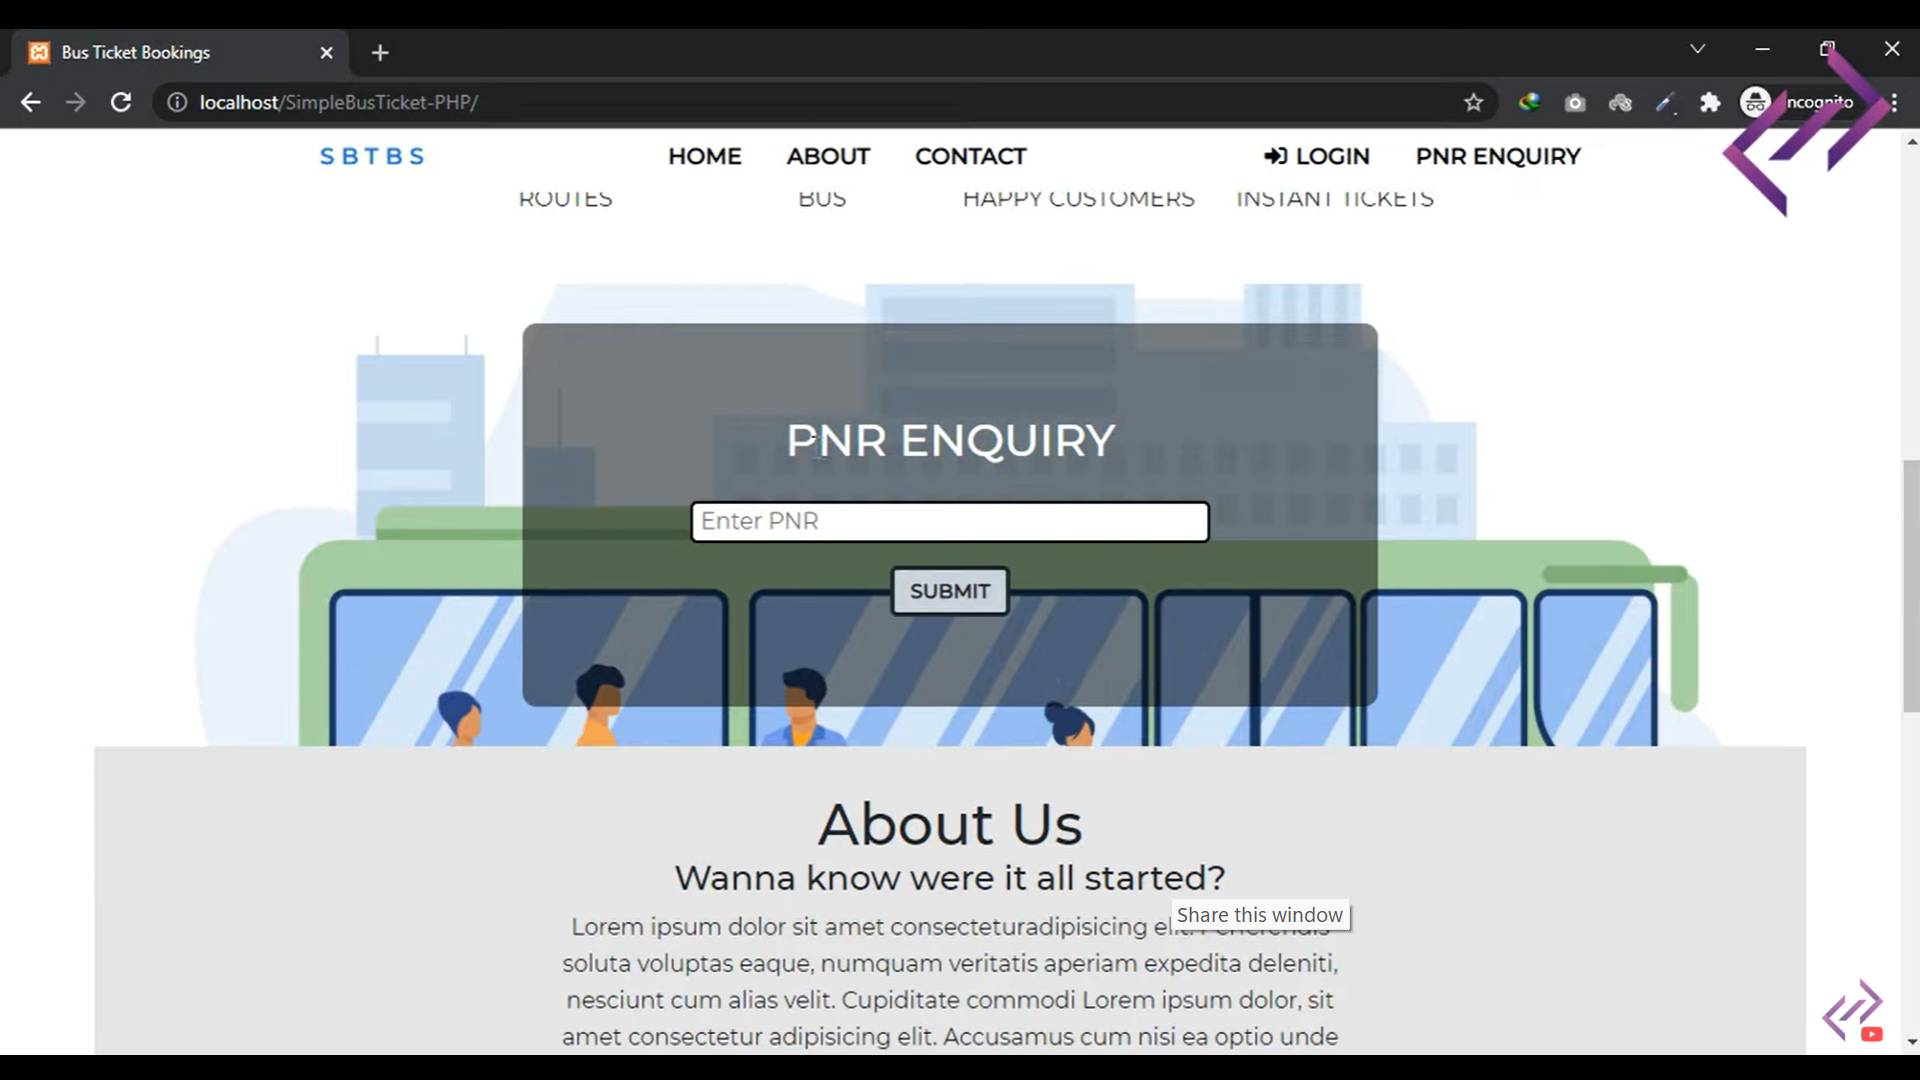 Bus Ticket Bookings
localhost/SimpleBusTicket-PHP/
Incognito
SBTBS HOME ABOUT CONTACT LOGIN PNR ENQUIRY
ROUTES BUS HAPPY CUSTOMERS INSTANT TICKETS
PNR ENQUIRY
Enter PNR
SUBMIT
About Us
Wanna know were it all started?
Share this window
Lorem ipsum dolor sit amet consecteturadipisicing elit.
soluta voluptas eaque, numquam veritatis aperiam expedita deleniti,
nesciunt cum alias velit. Cupiditate commodi Lorem ipsum dolor, sit
amet consectetur adipisicing elit. Accusamus cum nisi ea optio unde